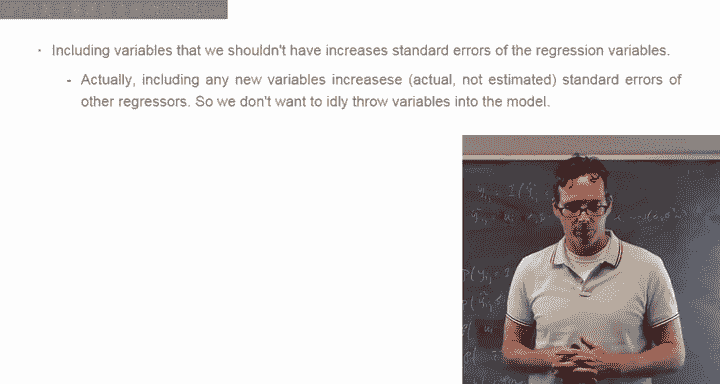 Including variables that we shouldn't have increases standard errors of the regression variables.
- Actually, including any new variables increasese (actual, not estimated) standard errors of
other regressors. So we don't want to idly throw variables into the model.